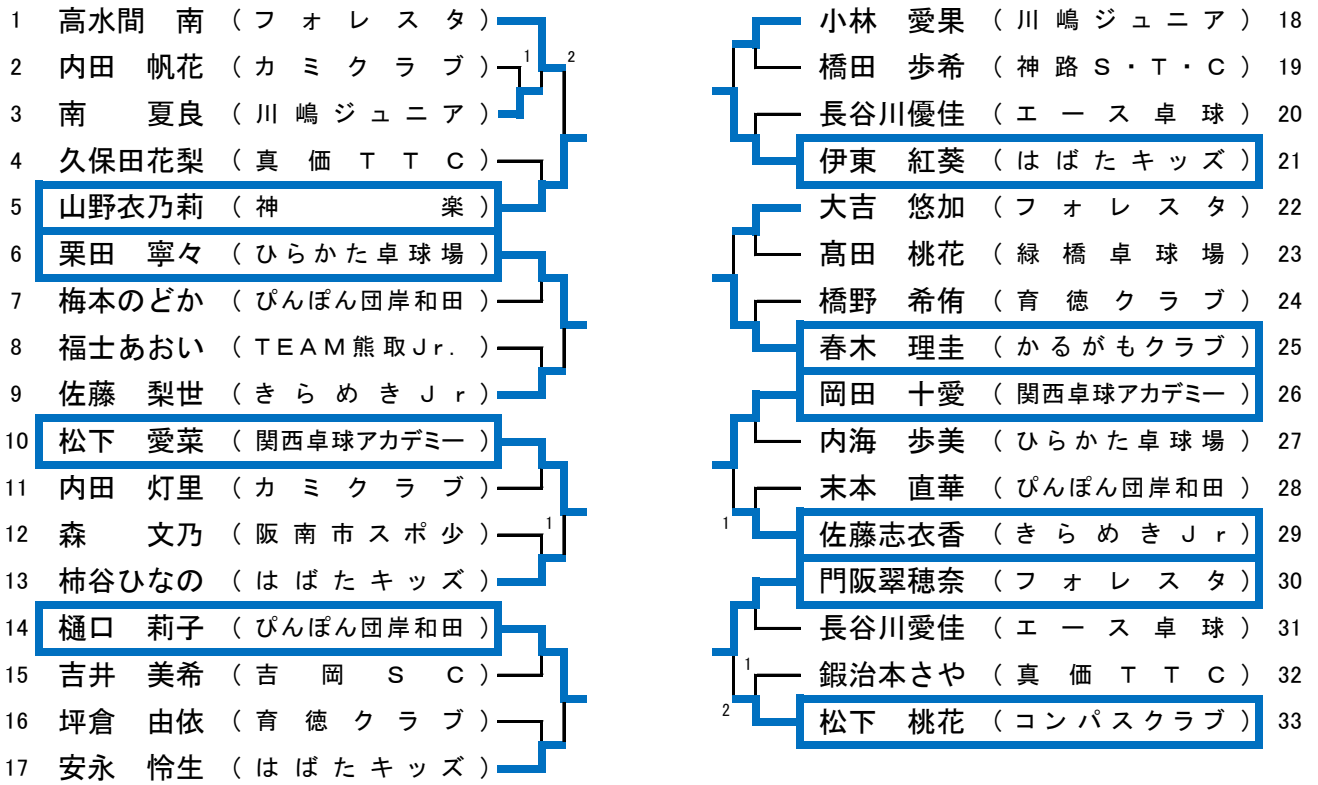 1 高水間 南 (フォレスタ)
2 内田 帆花 (カミクラブ)
3 南 夏良 (川嶋ジュニア)
4 久保田花梨 (真価TTC)
5 山野衣乃莉 (神楽)
6 栗田 寧々 (ひらかた卓球場)
7 梅本のどか (ぴんぽん団岸和田)
8 福士あおい (TEAM熊取Jr.)
9 佐藤 梨世 (きらめきJr)
10 松下 愛菜 (関西卓球アカデミー)
11 内田 灯里 (カミクラブ)
12 森 文乃 (阪南市スポ少)
13 柿谷ひなの (はばたキッズ)
14 樋口 莉子 (ぴんぽん団岸和田)
15 吉井 美希 (吉岡SC)
16 坪倉 由依 (育徳クラブ)
17 安永 怜生 (はばたキッズ)
1
2
1
小林 愛果 (川嶋ジュニア) 18
橋田 歩希 (神路S・T・C) 19
長谷川優佳 (エース卓球) 20
伊東 紅葵 (はばたキッズ) 21
大吉 悠加 (フォレスタ) 22
髙田 桃花 (緑橋卓球場) 23
橋野 希侑 (育徳クラブ) 24
春木 理圭 (かるがもクラブ) 25
岡田 十愛 (関西卓球アカデミー) 26
内海 歩美 (ひらかた卓球場) 27
末本 直華 (ぴんぽん団岸和田) 28
佐藤志衣香 (きらめきJr) 29
門阪翠穂奈 (フォレスタ) 30
長谷川愛佳 (エース卓球) 31
鍜治本さや (真価TTC) 32
松下 桃花 (コンパスクラブ) 33
1
1
2